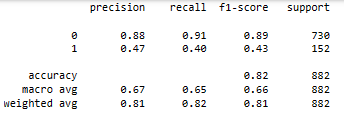 precision recall f1-score support
0 0.88 0.91 0.89 730
1 0.47 0.40 0.43 152
accuracy 0.82 882
macro avg 0.67 0.65 0.66 882
weighted avg 0.81 0.82 0.81 882